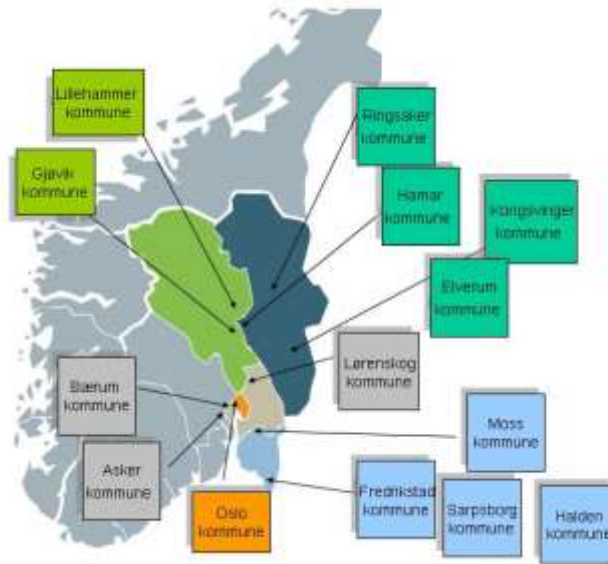 Lillehammer
kommune
Ringsaker
kommune
Gjøvik
kommune
Hamar
kommune
Kongsvinger
kommune
Elverum
kommune
Lørenskog
kommune
Bærum
kommune
Moss
kommune
Asker
kommune
Oslo
kommune
Fredrikstad
kommune
Sarpsborg
kommune
Halden
kommune